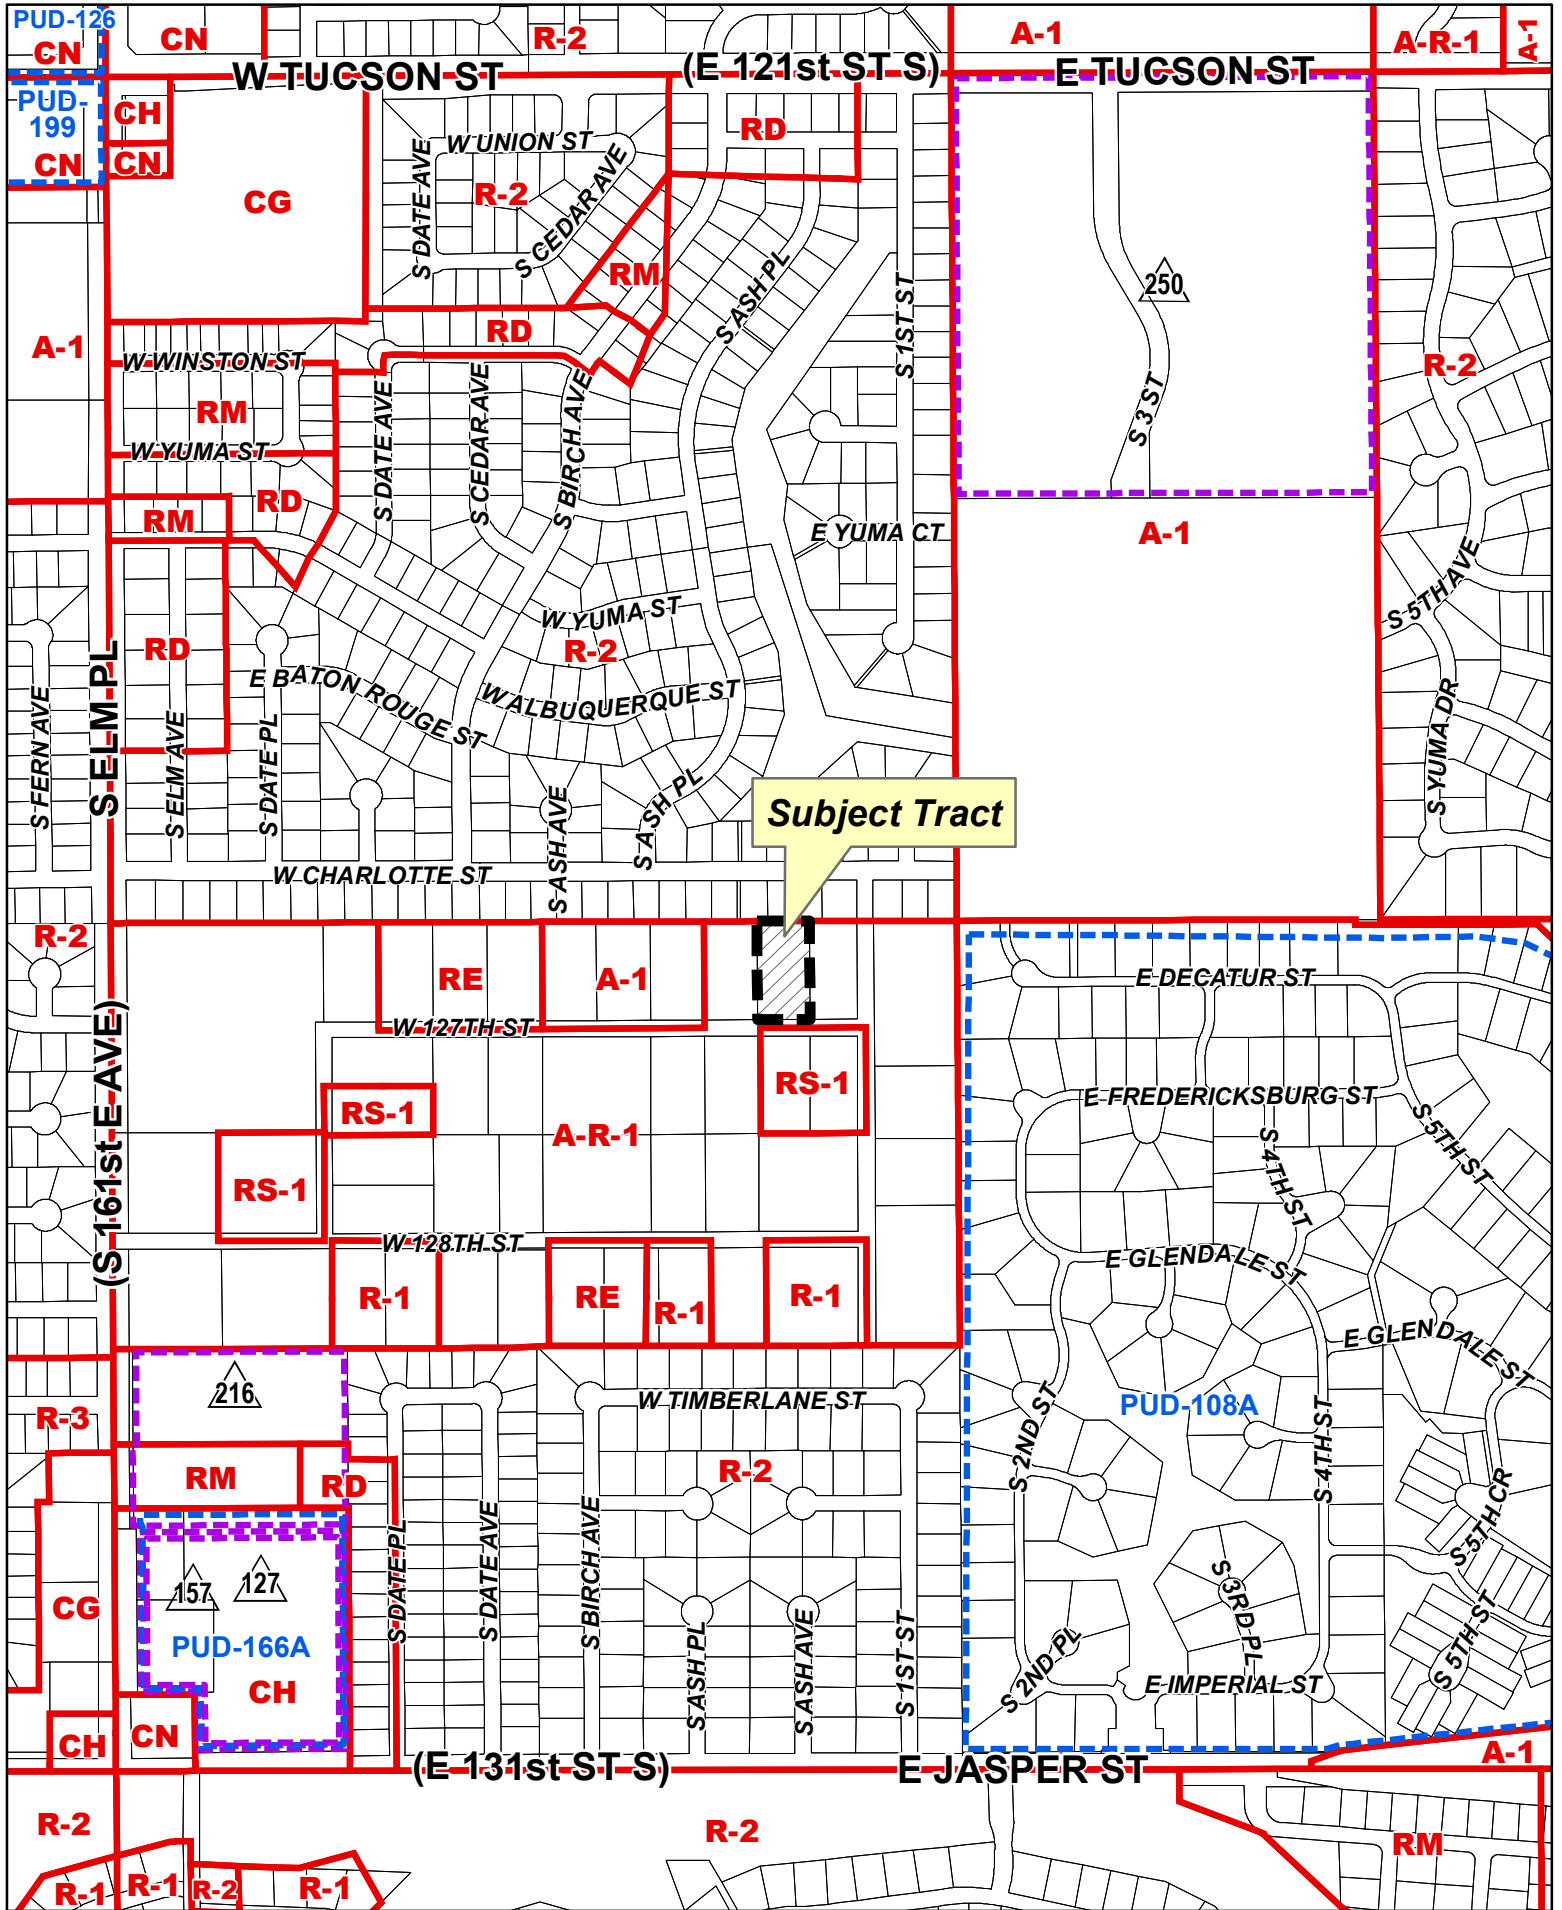 PUD-126
CN
CN
R-2
A-1
A-R-1
A-1
W TUCSON ST
(E 121st ST S)
E TUCSON ST
PUD-
199
CN
CH
CN
CG
S DATE AVE
W UNION ST
R-2
S CEDAR AVE
RD
RM
S ASH PL
S 1ST ST
250
S 3 ST
R-2
A-1
W WINSTON ST
RD
RM
W YUMA ST
S DATE AVE
S CEDAR AVE
S BIRCH AVE
RM
RD
E YUMA CT
A-1
S 5TH AVE
RD
W YUMA ST
R-2
E BATON ROUGE ST
W ALBUQUERQUE ST
S FERN AVE
S ELM PL
S ELM AVE
S DATE PL
S YUMA DR
S ASH AVE
S ASH PL
Subject Tract
W CHARLOTTE ST
R-2
RE
A-1
E DECATUR ST
W 127TH ST
(S 161st E AVE)
RS-1
RS-1
A-R-1
RS-1
E FREDERICKSBURG ST
S 5TH ST
S 4TH ST
W 128TH ST
E GLENDALE ST
R-1
RE
R-1
R-1
E GLENDALE ST
216
R-3
W TIMBERLANE ST
PUD-108A
S 2ND ST
S 4TH ST
RM
RD
R-2
S 5TH CR
157
127
CG
PUD-166A
CH
S DATE PL
S DATE AVE
S BIRCH AVE
S ASH PL
S ASH AVE
S 1ST ST
S 3RD PL
S 2ND PL
S 5TH ST
E IMPERIAL ST
CH
CN
(E 131st ST S)
E JASPER ST
A-1
R-2
R-2
RM
R-1
R-1
R-2
R-1